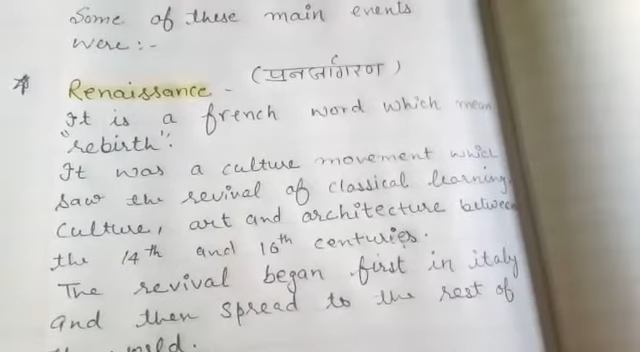 Some of these main events
were :-
* Renaissance - (पुनर्जागरण)
It is a french word which mean
"rebirth".
It was a culture movement which
saw the revival of classical learning
culture, art and architecture between
the 14th and 16th centuries.
The revival began first in italy
and then spread to the rest of